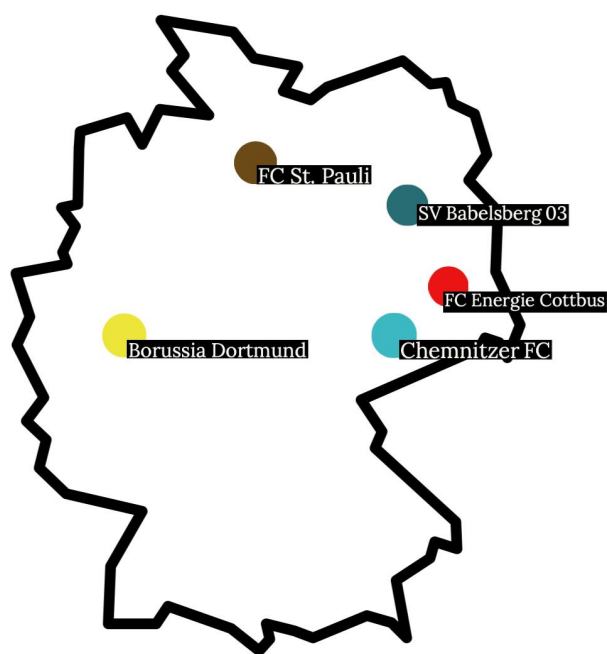 FC St. Pauli
SV Babelsberg 03
FC Energie Cottbus
Borussia Dortmund
Chemnitzer FC